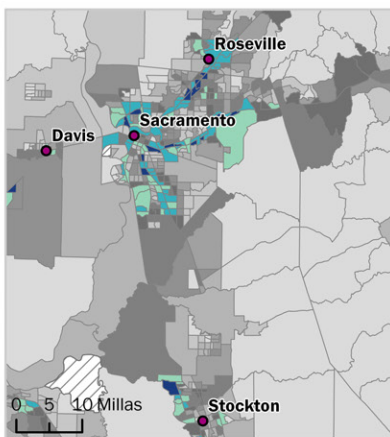 Roseville
Sacramento
Davis
0 5 10 Millas
Stockton